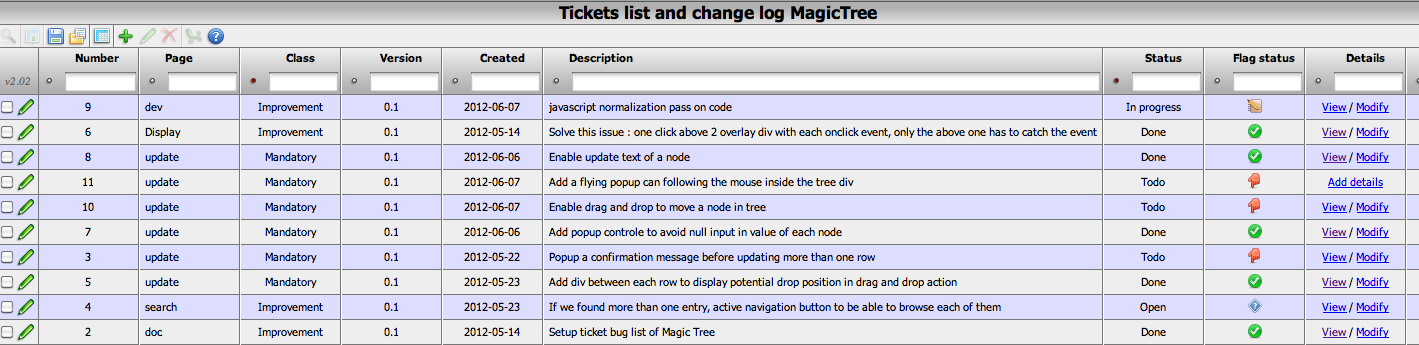 Tickets list and change log MagicTree
Number Page Class Version Created Description Status Flag status Details
v2.02
9 dev Improvement 0.1 2012-06-07 javascript normalization pass on code In progress View / Modify
6 Display Improvement 0.1 2012-05-14 Solve this issue : one click above 2 overlay div with each onclick event, only the above one has to catch the event Done View / Modify
8 update Mandatory 0.1 2012-06-06 Enable update text of a node Done View / Modify
11 update Mandatory 0.1 2012-06-07 Add a flying popup can following the mouse inside the tree div Todo Add details
10 update Mandatory 0.1 2012-06-07 Enable drag and drop to move a node in tree Todo View / Modify
7 update Mandatory 0.1 2012-06-06 Add popup controle to avoid null input in value of each node Done View / Modify
3 update Mandatory 0.1 2012-05-22 Popup a confirmation message before updating more than one row Todo View / Modify
5 update Mandatory 0.1 2012-05-23 Add div between each row to display potential drop position in drag and drop action Done View / Modify
4 search Improvement 0.1 2012-05-23 If we found more than one entry, active navigation button to be able to browse each of them Open View / Modify
2 doc Improvement 0.1 2012-05-14 Setup ticket bug list of Magic Tree Done View / Modify